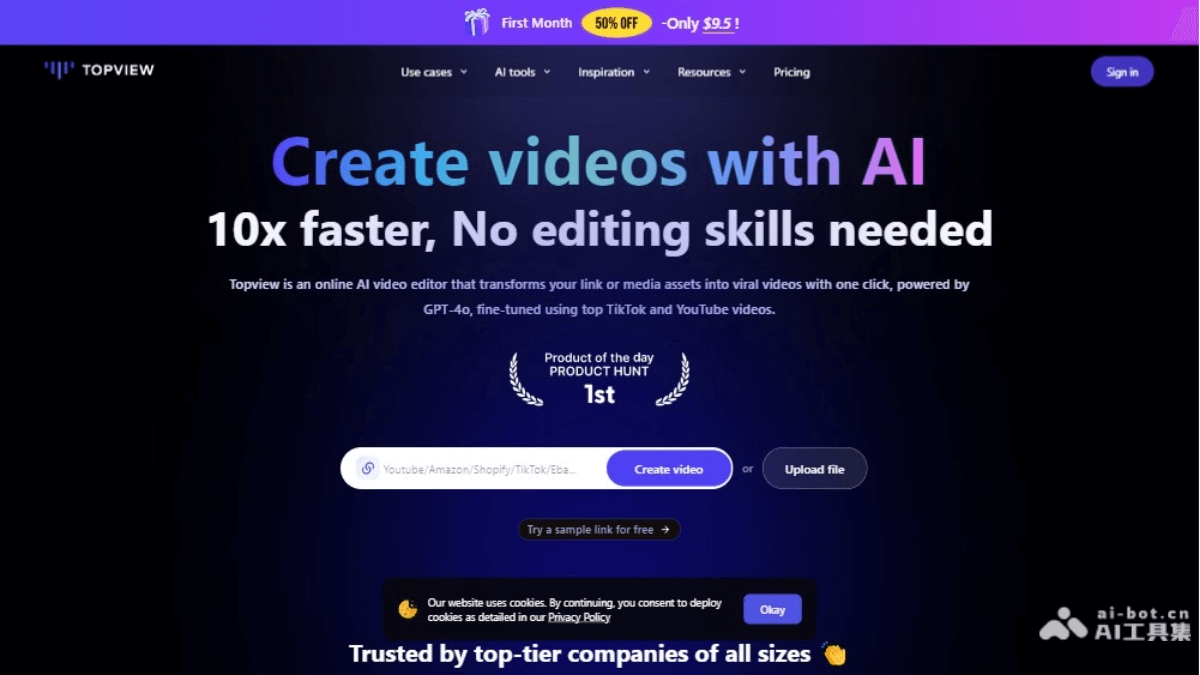 First Month 50% OFF -Only $9.5 !
TOPVIEW
Use cases
AI tools
Inspiration
Resources
Pricing
Sign in
Create videos with AI
10x faster, No editing skills needed
Topview is an online AI video editor that transforms your link or media assets into viral videos with one click, powered by
GPT-4o, fine-tuned using top TikTok and YouTube videos.
Product of the day
PRODUCT HUNT
1st
Youtube/Amazon/Shopify/TikTok/Eba...
Create video
or
Upload file
Try a sample link for free →
Our website uses cookies. By continuing, you consent to deploy
cookies as detailed in our Privacy Policy
Okay
Trusted by top-tier companies of all sizes 👏
ai-bot.cn
AI工具集